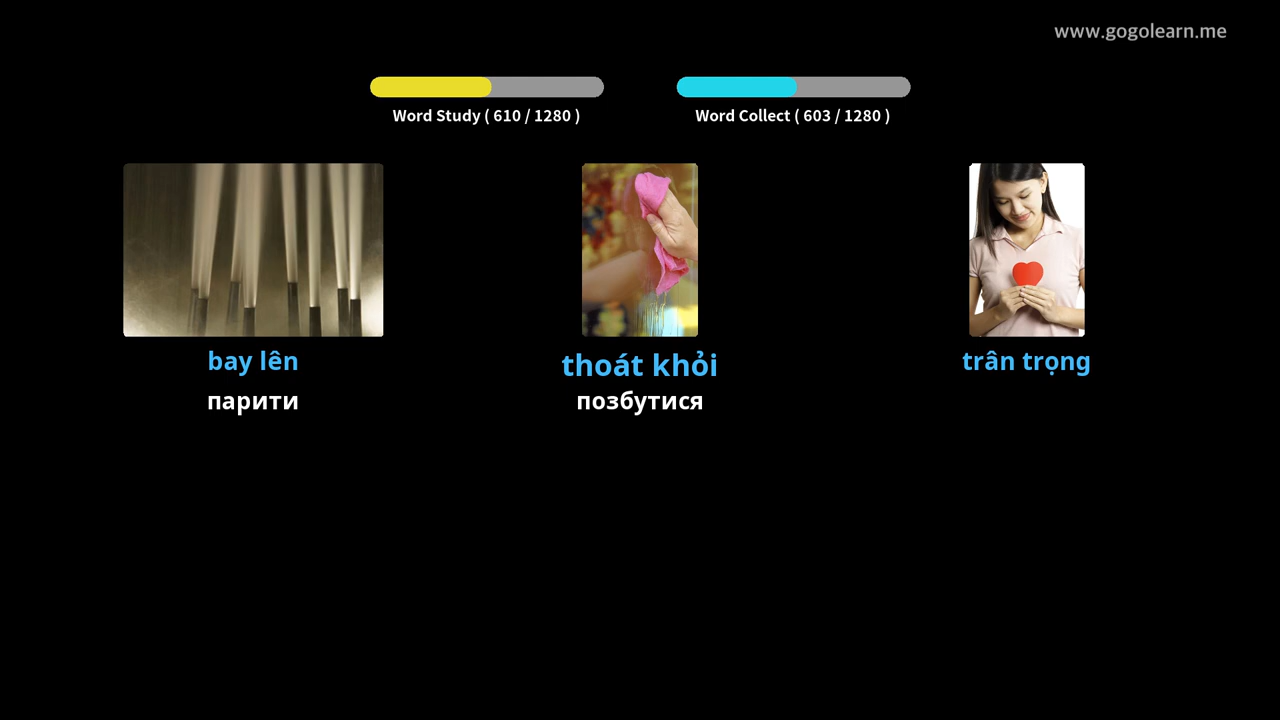 www.gogolearn.me
Word Study ( 610 / 1280 )
Word Collect ( 603 / 1280 )
bay lên
thoát khỏi
trân trọng
парити
позбутися